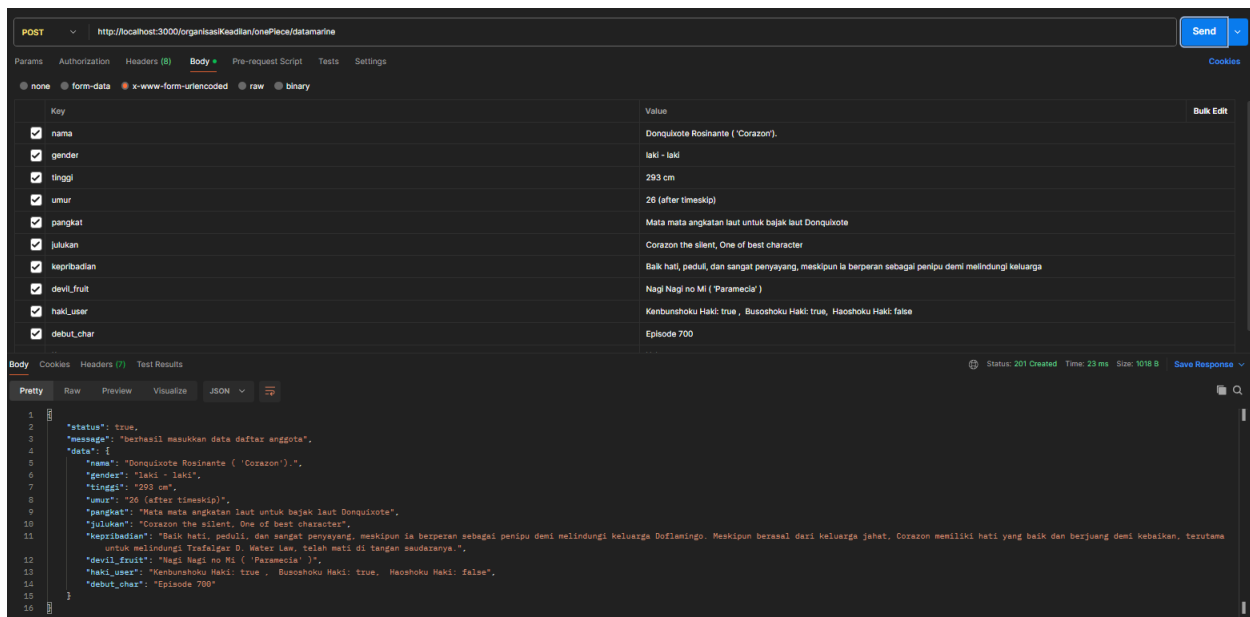 POST http://localhost:3000/organisasiKeadilan/onePiece/datamarine Send
Params Authorization Headers (8) Body Pre-request Script Tests Settings Cookies
none form-data x-www-form-urlencoded raw binary
Key Value Bulk Edit
nama Donquixote Rosinante ( 'Corazon').
gender laki - laki
tinggi 293 cm
umur 26 (after timeskip)
pangkat Mata mata angkatan laut untuk bajak laut Donquixote
julukan Corazon the silent, One of best character
kepribadian Baik hati, peduli, dan sangat penyayang, meskipun ia berperan sebagai penipu demi melindungi keluarga
devil_fruit Nagi Nagi no Mi ( 'Paramecia' )
haki_user Kenbunshoku Haki: true , Busoshoku Haki: true, Haoshoku Haki: false
debut_char Episode 700
Body Cookies Headers (7) Test Results Status: 201 Created Time: 23 ms Size: 1018 B Save Response
Pretty Raw Preview Visualize JSON
1 {
2 "status": true,
3 "message": "berhasil masukkan data daftar anggota",
4 "data": {
5 "nama": "Donquixote Rosinante ( 'Corazon').",
6 "gender": "laki - laki",
7 "tinggi": "293 cm",
8 "umur": "26 (after timeskip)",
9 "pangkat": "Mata mata angkatan laut untuk bajak laut Donquixote",
10 "julukan": "Corazon the silent, One of best character",
11 "kepribadian": "Baik hati, peduli, dan sangat penyayang, meskipun ia berperan sebagai penipu demi melindungi keluarga Doflamingo. Meskipun berasal dari keluarga jahat, Corazon memiliki hati yang baik dan berjuang demi kebaikan, terutama
untuk melindungi Trafalgar D. Water Law, telah mati di tangan saudaranya.",
12 "devil_fruit": "Nagi Nagi no Mi ( 'Paramecia' )",
13 "haki_user": "Kenbunshoku Haki: true , Busoshoku Haki: true, Haoshoku Haki: false",
14 "debut_char": "Episode 700"
15 }
16 }